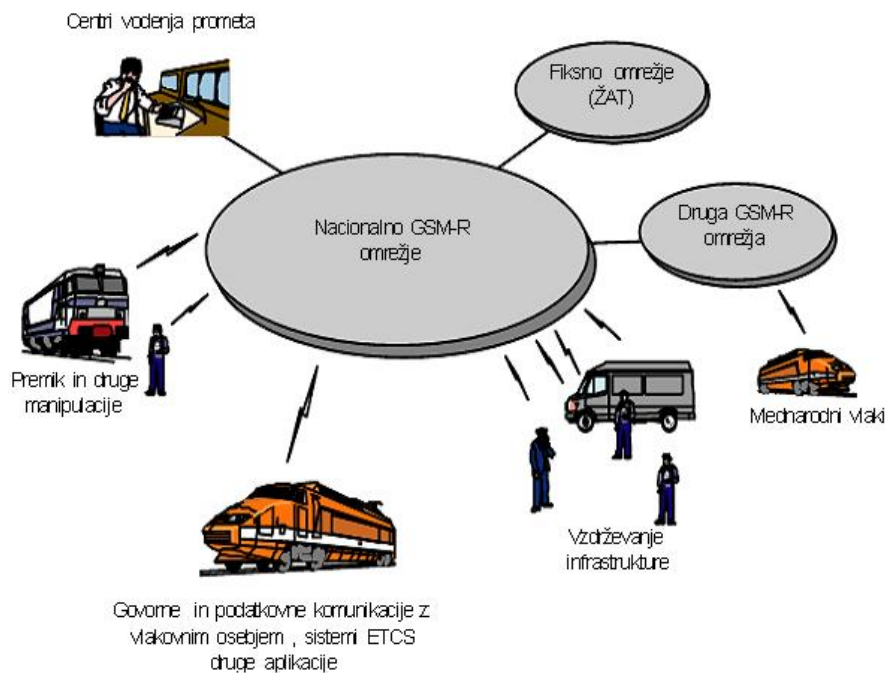 Centri vodenja prometa
Fiksno omrežje
(ŽAT)
Nacionalno GSM-R
omrežje
Druga GSM-R
omrežja
Premik in druge
manipulacije
Mednarodni vlaki
Vzdrževanje
infrastrukture
Govorne in podatkovne komunikacije z
vlakovnim osebjem , sistemi ETCS
druge aplikacije